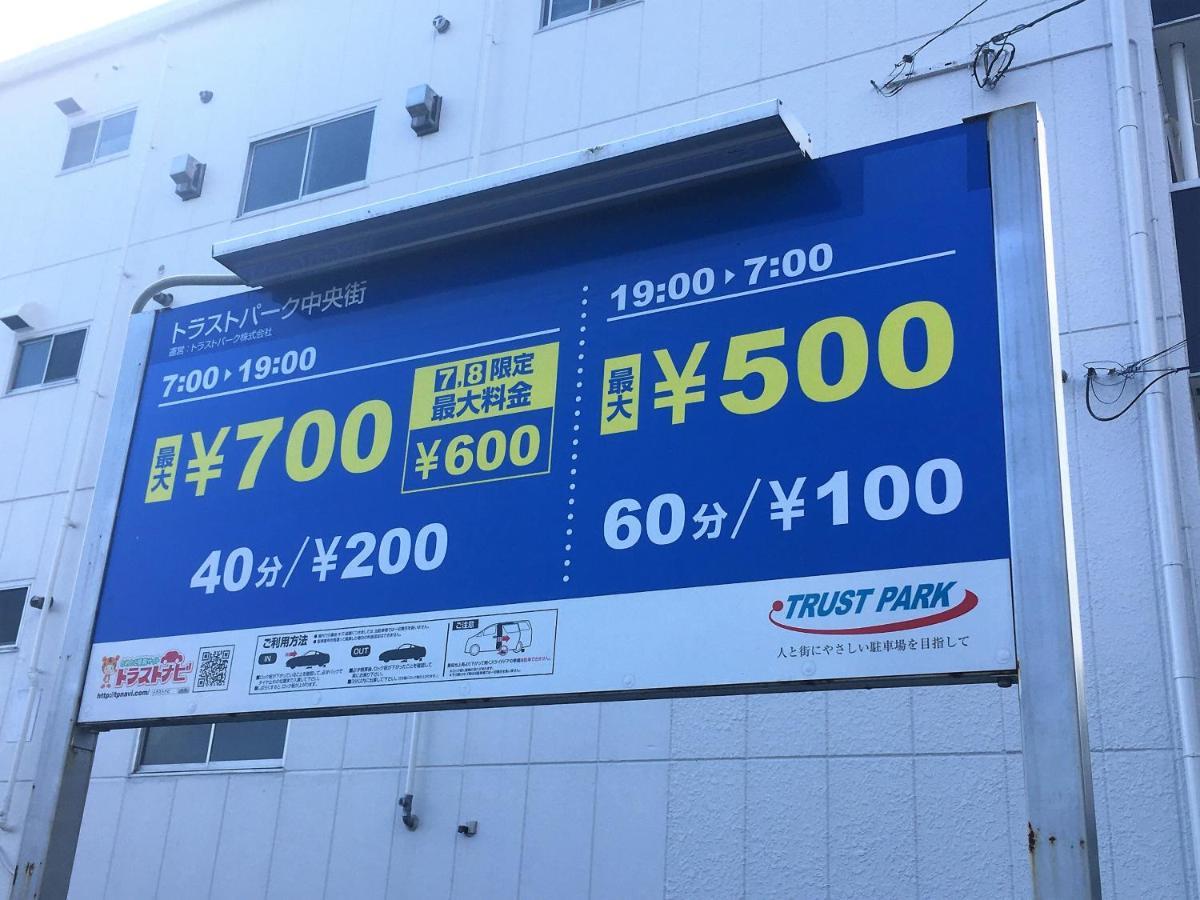 トラストパーク中央街
運営：トラストパーク株式会社
7:00▶19:00
最大 ¥700
7,8限定
最大料金
¥600
40分/¥200
19:00▶7:00
最大 ¥500
60分/¥100
トラストナビ
http://tpnavi.com/
ご利用方法
IN
OUT
ご注意
TRUST PARK
人と街にやさしい駐車場を目指して